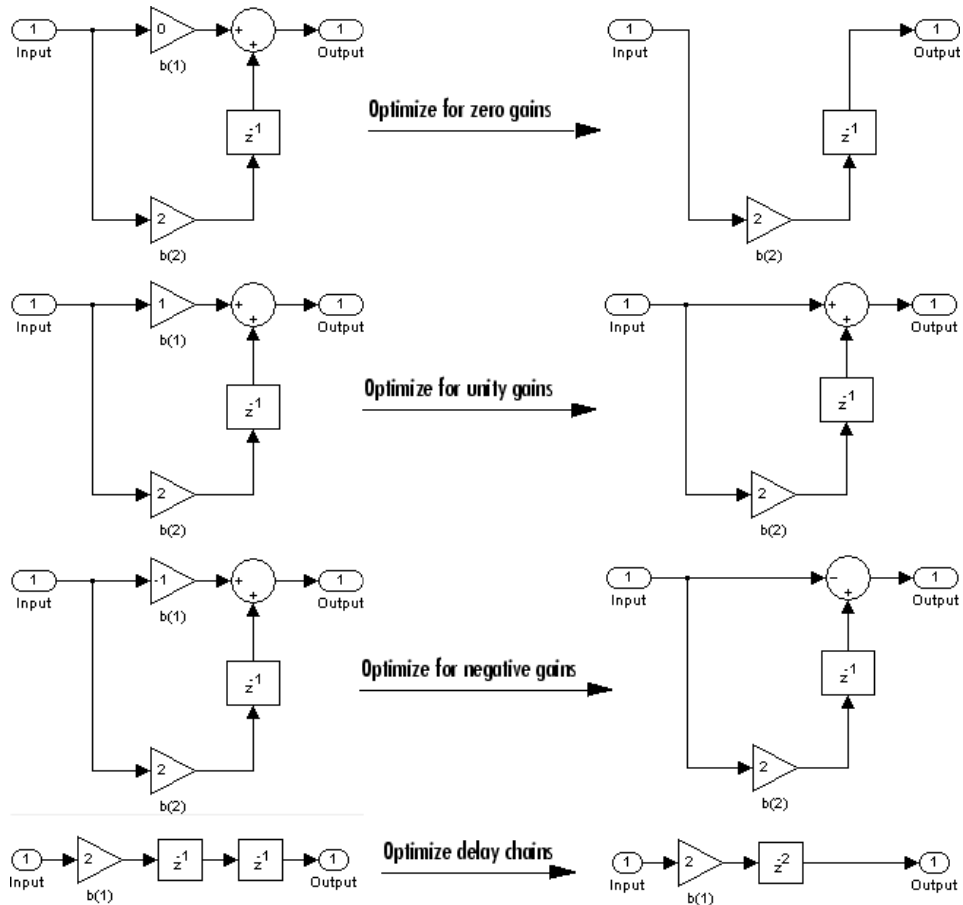 1 0 + 1 1 1
Input b(1) + Output Input Output
Optimize for zero gains
z-1 z-1
2 2
b(2) b(2)
1 1 + 1 1 + 1
Input b(1) + Output Input + Output
Optimize for unity gains
z-1 z-1
2 2
b(2) b(2)
1 -1 + 1 1 − 1
Input b(1) + Output Input + Output
Optimize for negative gains
z-1 z-1
2 2
b(2) b(2)
1 2 z-1 z-1 1 Optimize delay chains 1 2 z-2 1
Input b(1) Output Input b(1) Output